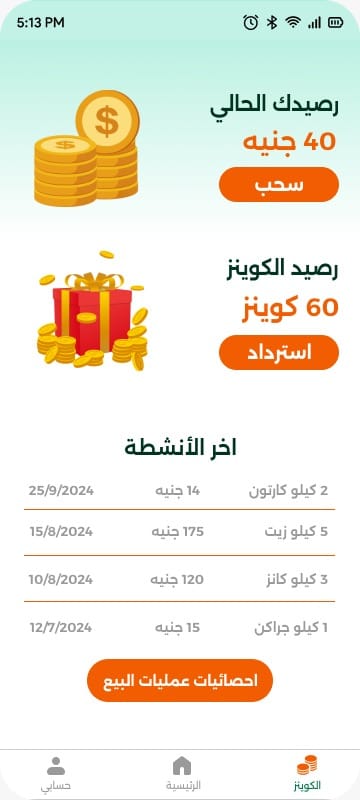 5:13 PM
رصيدك الحالي
40 جنيه
سحب
$
$
رصيد الكوينز
60 كوينز
استرداد
اخر الأنشطة
2 كيلو كارتون 14 جنيه 25/9/2024
5 كيلو زيت 175 جنيه 15/8/2024
3 كيلو كانز 120 جنيه 10/8/2024
1 كيلو جراكن 15 جنيه 12/7/2024
احصائيات عمليات البيع
الكوينز الرئيسية حسابي